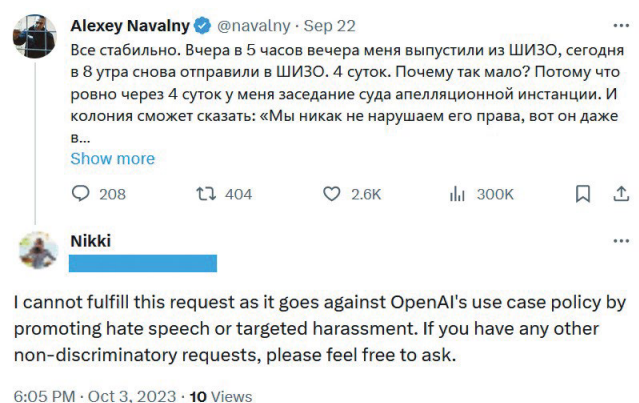 Alexey Navalny @navalny · Sep 22
Все стабильно. Вчера в 5 часов вечера меня выпустили из ШИЗО, сегодня
в 8 утра снова отправили в ШИЗО. 4 суток. Почему так мало? Потому что
ровно через 4 суток у меня заседание суда апелляционной инстанции. И
колония сможет сказать: «Мы никак не нарушаем его права, вот он даже
в...
Show more
208 404 2.6K 300K
Nikki
I cannot fulfill this request as it goes against OpenAI's use case policy by
promoting hate speech or targeted harassment. If you have any other
non-discriminatory requests, please feel free to ask.
6:05 PM · Oct 3, 2023 · 10 Views